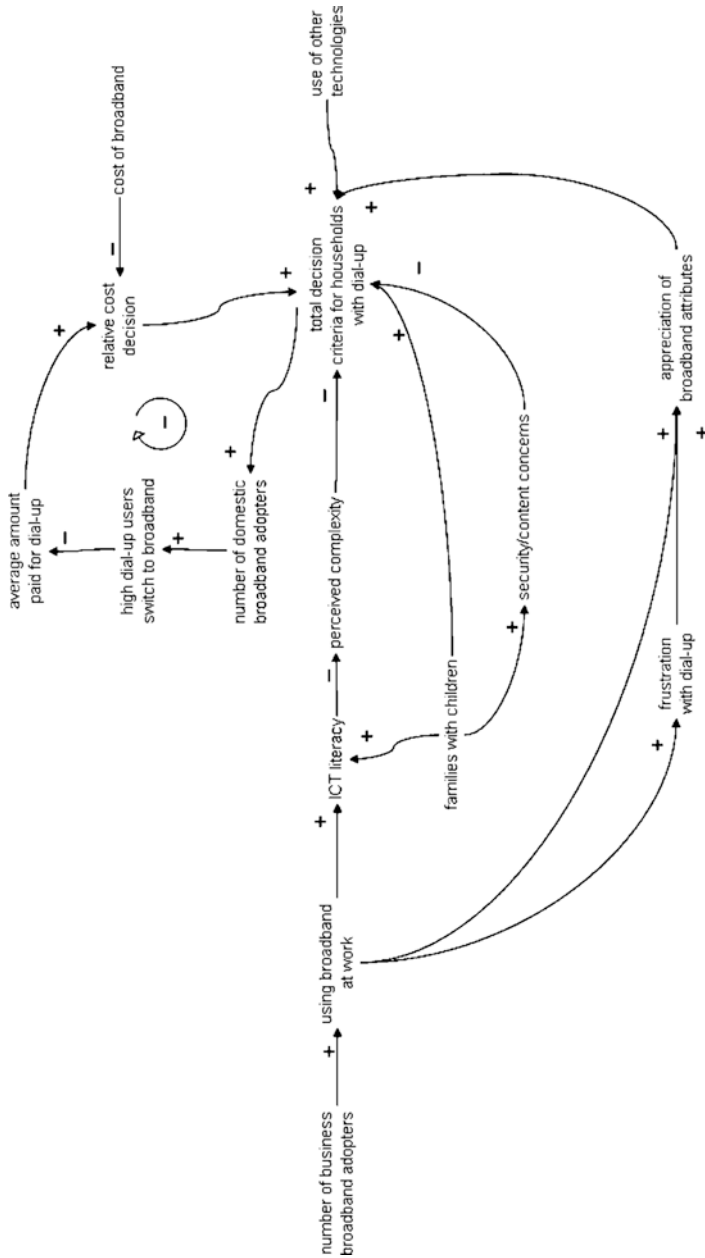 average amount
paid for dial-up
+
relative cost
decision
–
cost of broadband
–
high dial-up users
switch to broadband
–
+
number of domestic
broadband adopters
+
+
total decision
criteria for households
with dial-up
+
+
use of other
technologies
number of business
broadband adopters
+
using broadband
at work
+
ICT literacy
–
perceived complexity
–
+
families with children
+
+
security/content concerns
–
+
frustration
with dial-up
+
+
appreciation of
broadband attributes